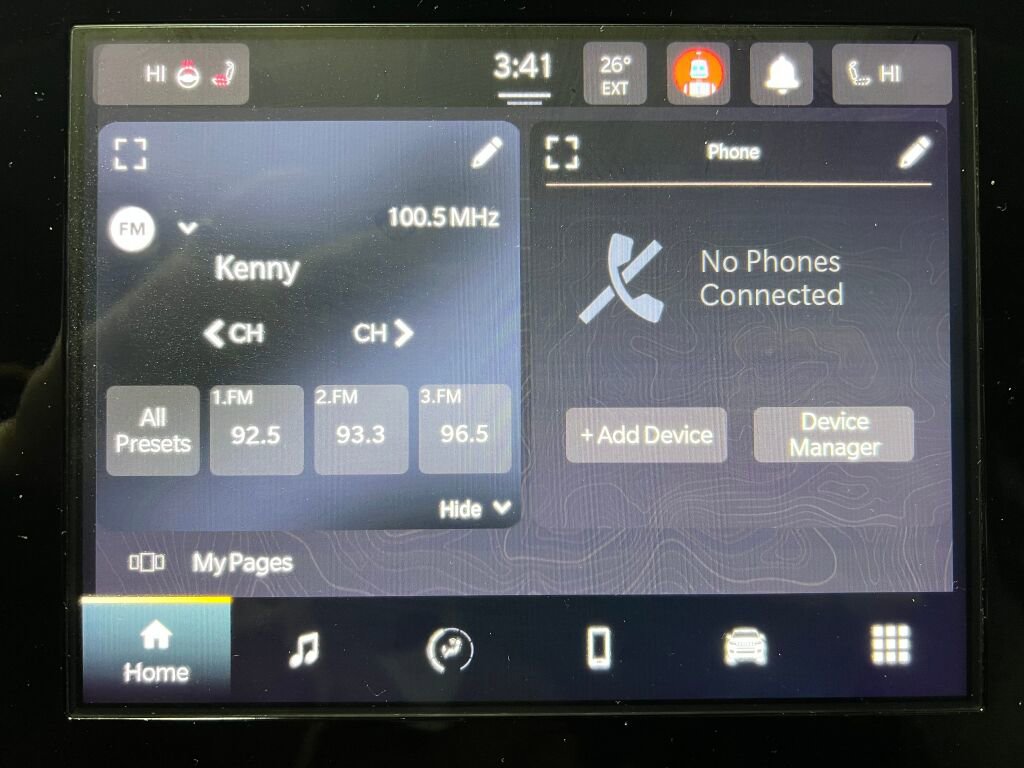 HI
3:41
26°
EXT
HI
FM
100.5 MHz
Kenny
CH
CH
All
Presets
1.FM
92.5
2.FM
93.3
3.FM
96.5
Hide
Phone
No Phones
Connected
+ Add Device
Device
Manager
My Pages
Home